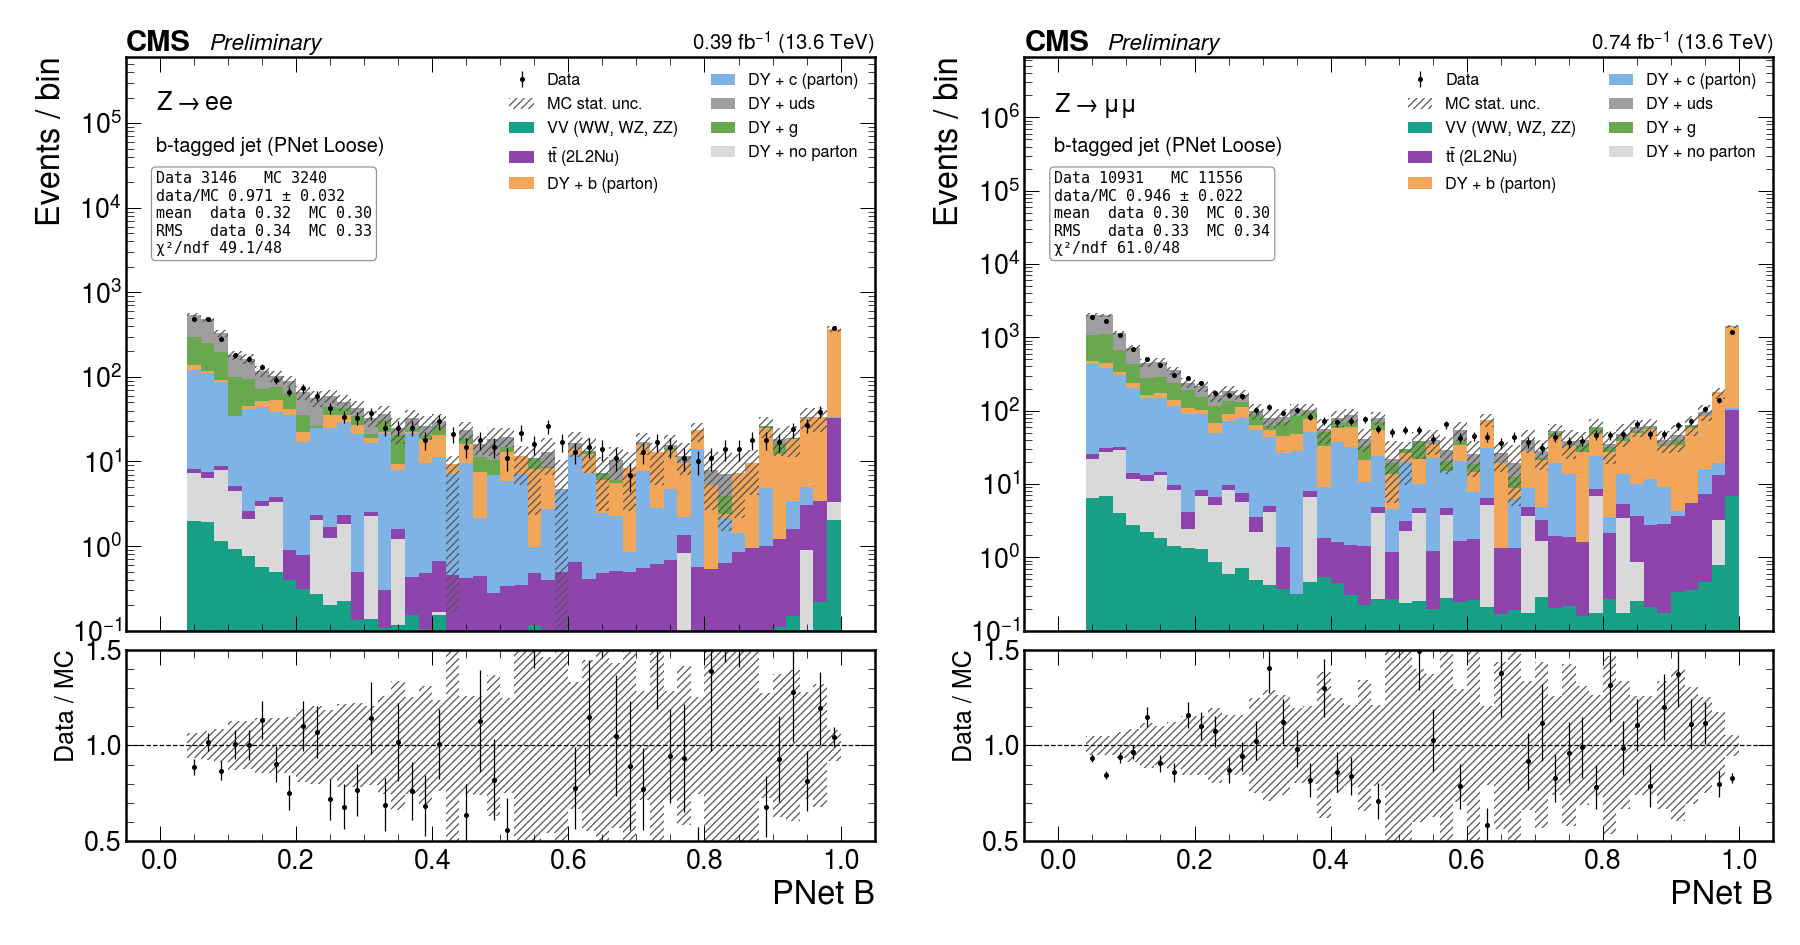 CMS Preliminary 0.39 fb⁻¹ (13.6 TeV)
Events / bin
Z → ee
b-tagged jet (PNet Loose)
Data 3146 MC 3240
data/MC 0.971 ± 0.032
mean data 0.32 MC 0.30
RMS data 0.34 MC 0.33
χ²/ndf 49.1/48
Data
MC stat. unc.
VV (WW, WZ, ZZ)
tt̄ (2L2Nu)
DY + b (parton)
DY + c (parton)
DY + uds
DY + g
DY + no parton
10⁵
10⁴
10³
10²
10¹
10⁰
10⁻¹
Data / MC
1.5
1.0
0.5
0.0 0.2 0.4 0.6 0.8 1.0
PNet B
CMS Preliminary 0.74 fb⁻¹ (13.6 TeV)
Events / bin
Z → μμ
b-tagged jet (PNet Loose)
Data 10931 MC 11556
data/MC 0.946 ± 0.022
mean data 0.30 MC 0.30
RMS data 0.33 MC 0.34
χ²/ndf 61.0/48
Data
MC stat. unc.
VV (WW, WZ, ZZ)
tt̄ (2L2Nu)
DY + b (parton)
DY + c (parton)
DY + uds
DY + g
DY + no parton
10⁶
10⁵
10⁴
10³
10²
10¹
10⁰
10⁻¹
Data / MC
1.5
1.0
0.5
0.0 0.2 0.4 0.6 0.8 1.0
PNet B